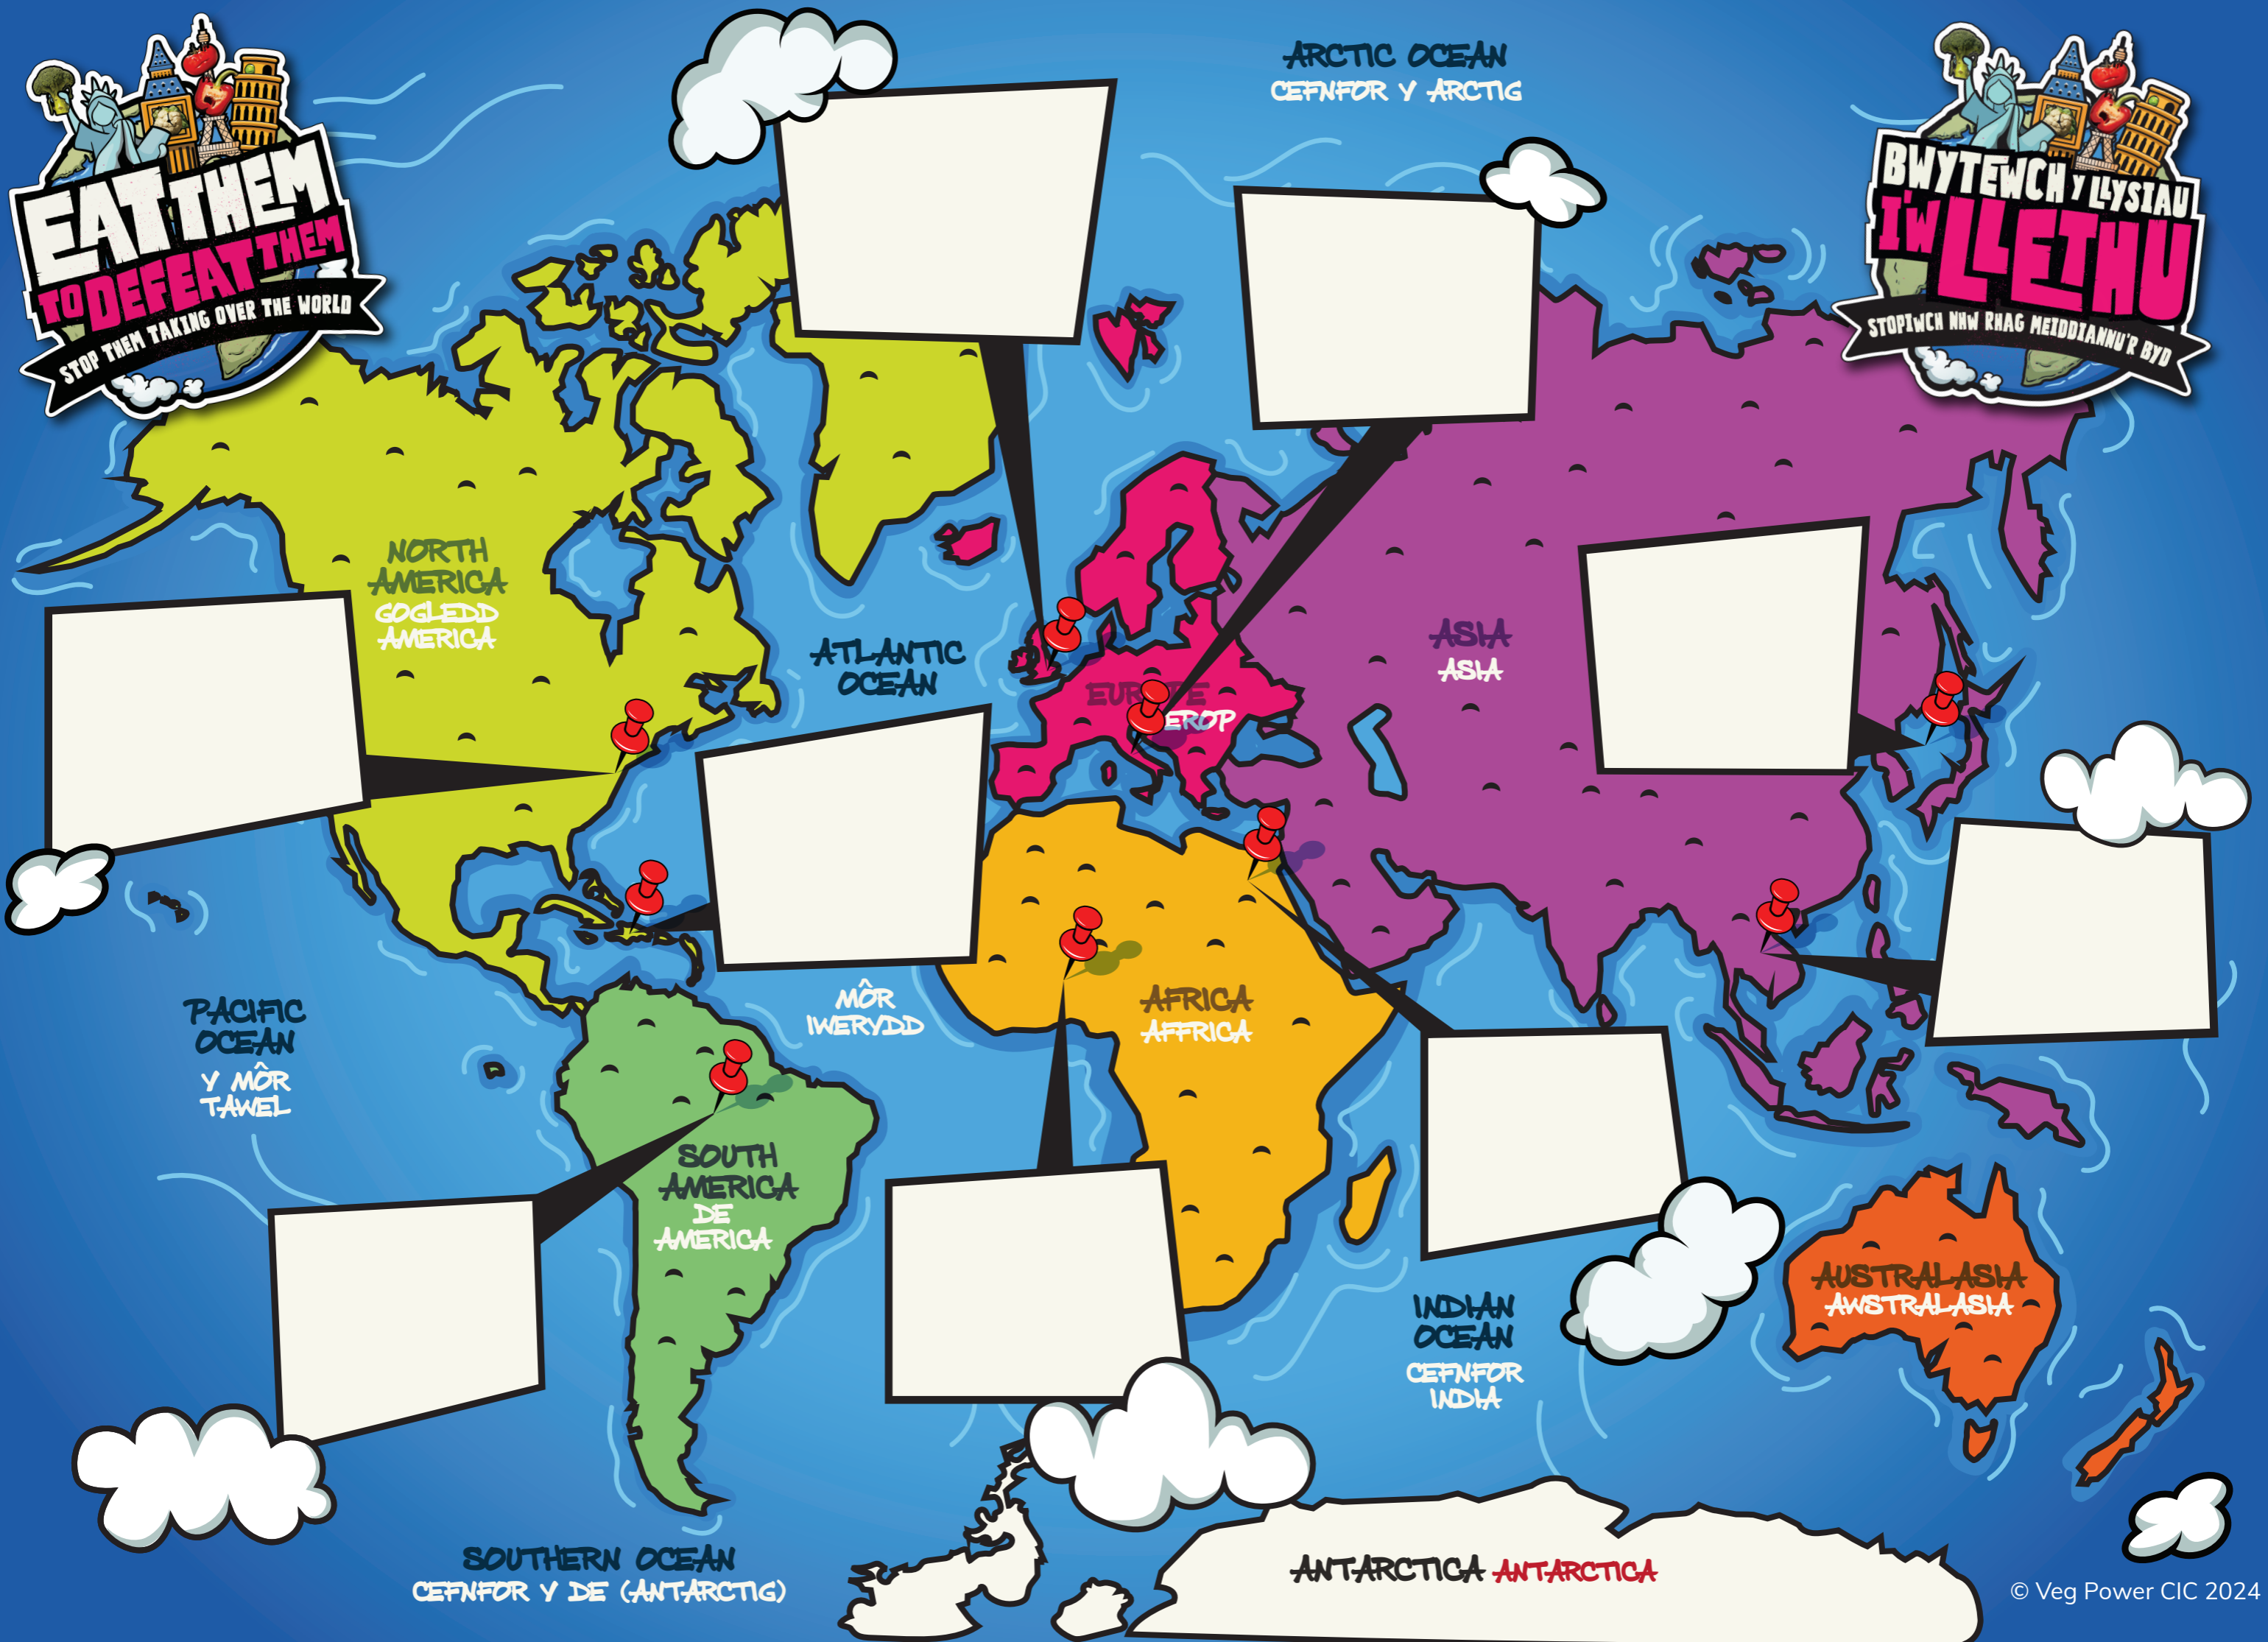 EAT THEM
TO DEFEAT THEM
STOP THEM TAKING OVER THE WORLD
ARCTIC OCEAN
CEFNFOR Y ARCTIG
BWYTEWCH Y LLYSIAU
I'W LLETHU
STOPIWCH NHW RHAG MEIDDIANNU'R BYD
NORTH
AMERICA
GOGLEDD
AMERICA
ATLANTIC
OCEAN
EUROPE
EROP
ASIA
ASIA
PACIFIC
OCEAN
Y MÔR
TAWEL
MÔR
IWERYDD
AFRICA
AFFRICA
SOUTH
AMERICA
DE
AMERICA
INDIAN
OCEAN
CEFNFOR
INDIA
AUSTRALASIA
AWSTRALASIA
SOUTHERN OCEAN
CEFNFOR Y DE (ANTARCTIG)
ANTARCTICA ANTARCTICA
© Veg Power CIC 2024